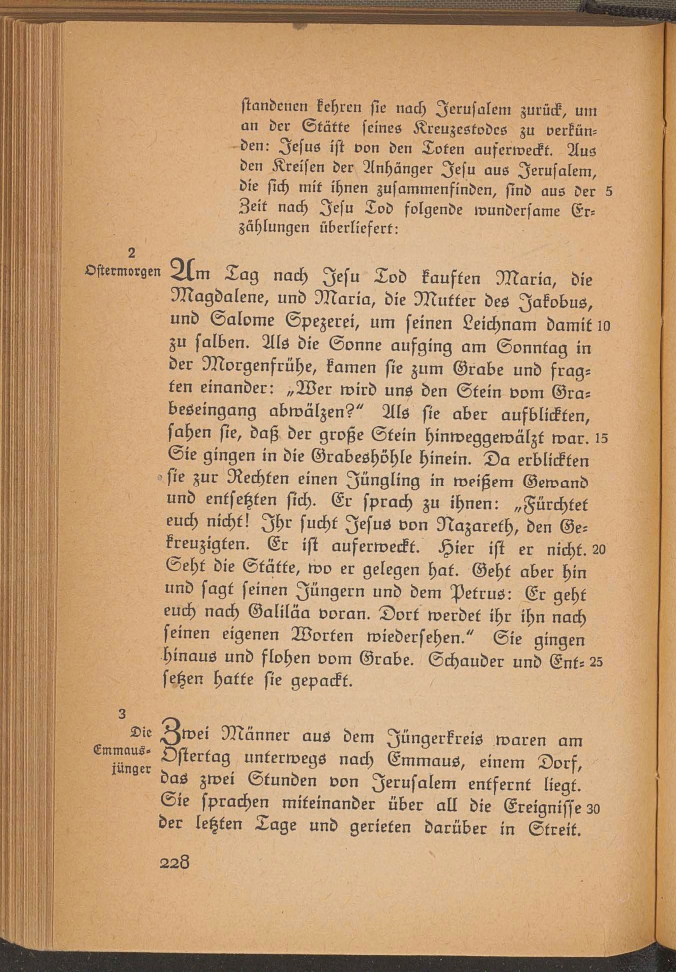 standenen kehren sie nach Jerusalem zurück, um
an der Stätte seines Kreuzestodes zu verkün=
den: Jesus ist von den Toten auferweckt. Aus
den Kreisen der Anhänger Jesu aus Jerusalem,
die sich mit ihnen zusammenfinden, sind aus der 5
Zeit nach Jesu Tod folgende wundersame Er=
zählungen überliefert:
2
Ostermorgen
Am Tag nach Jesu Tod kauften Maria, die
Magdalene, und Maria, die Mutter des Jakobus,
und Salome Spezerei, um seinen Leichnam damit 10
zu salben. Als die Sonne aufging am Sonntag in
der Morgenfrühe, kamen sie zum Grabe und frag=
ten einander: „Wer wird uns den Stein vom Gra=
beseingang abwälzen?“ Als sie aber aufblickten,
sahen sie, daß der große Stein hinweggewälzt war. 15
Sie gingen in die Grabeshöhle hinein. Da erblickten
sie zur Rechten einen Jüngling in weißem Gewand
und entsetzten sich. Er sprach zu ihnen: „Fürchtet
euch nicht! Ihr sucht Jesus von Nazareth, den Ge=
kreuzigten. Er ist auferweckt. Hier ist er nicht. 20
Seht die Stätte, wo er gelegen hat. Geht aber hin
und sagt seinen Jüngern und dem Petrus: Er geht
euch nach Galiläa voran. Dort werdet ihr ihn nach
seinen eigenen Worten wiedersehen.“ Sie gingen
hinaus und flohen vom Grabe. Schauder und Ent= 25
setzen hatte sie gepackt.
3
Die
Emmaus=
jünger
Zwei Männer aus dem Jüngerkreis waren am
Ostertag unterwegs nach Emmaus, einem Dorf,
das zwei Stunden von Jerusalem entfernt liegt.
Sie sprachen miteinander über all die Ereignisse 30
der letzten Tage und gerieten darüber in Streit.
228